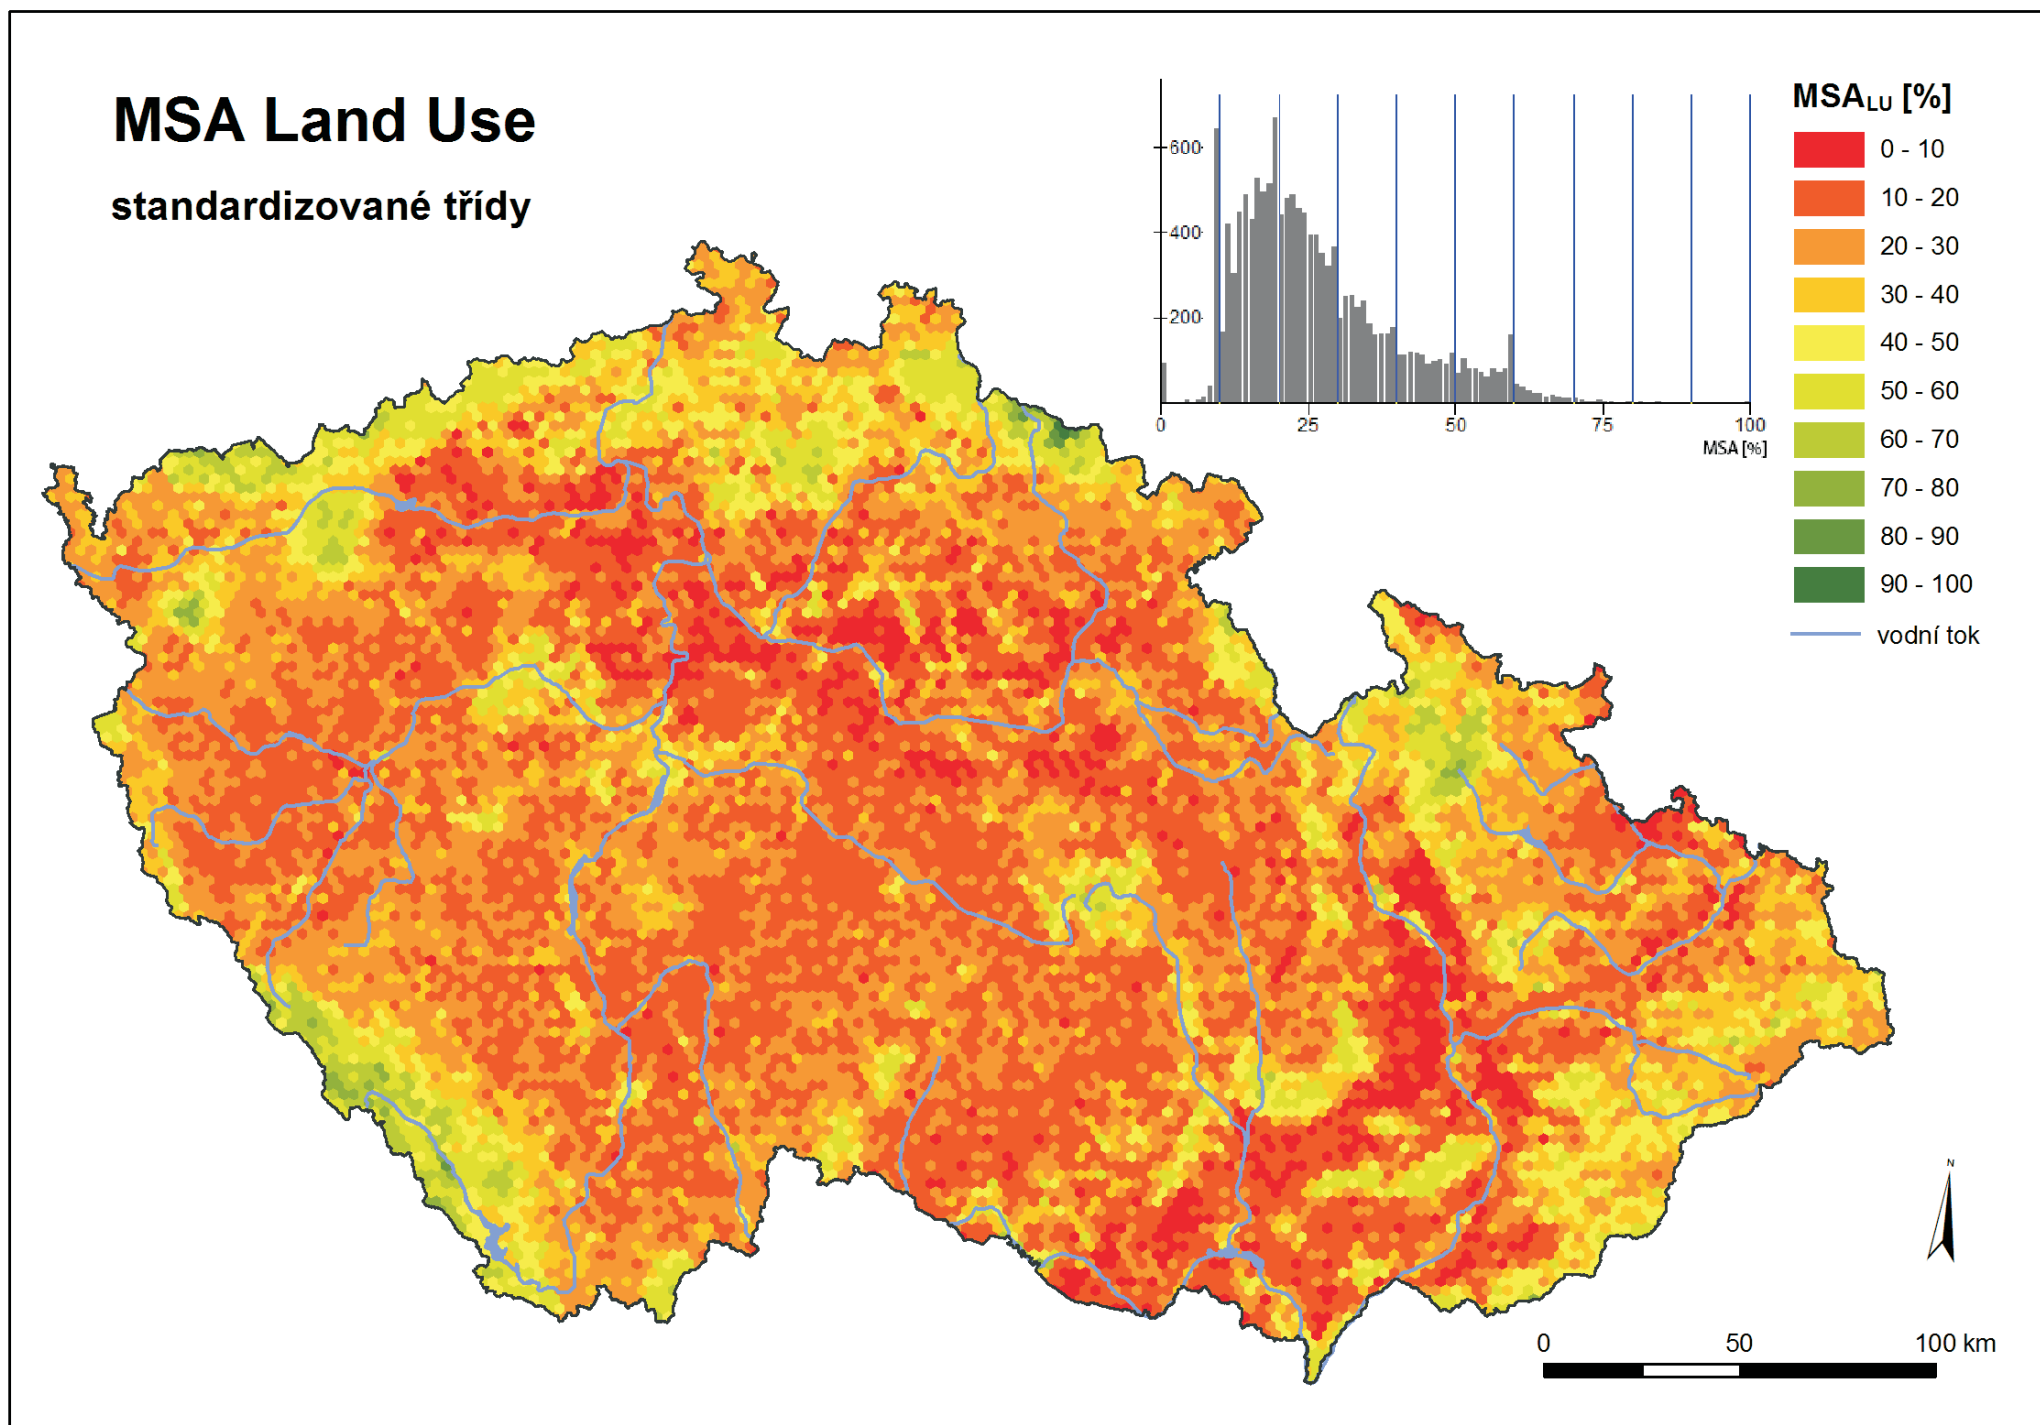 MSA Land Use
standardizované třídy
600
400
200
0 25 50 75 100
MSA [%]
MSALU [%]
0 - 10
10 - 20
20 - 30
30 - 40
40 - 50
50 - 60
60 - 70
70 - 80
80 - 90
90 - 100
vodní tok
N
0 50 100 km